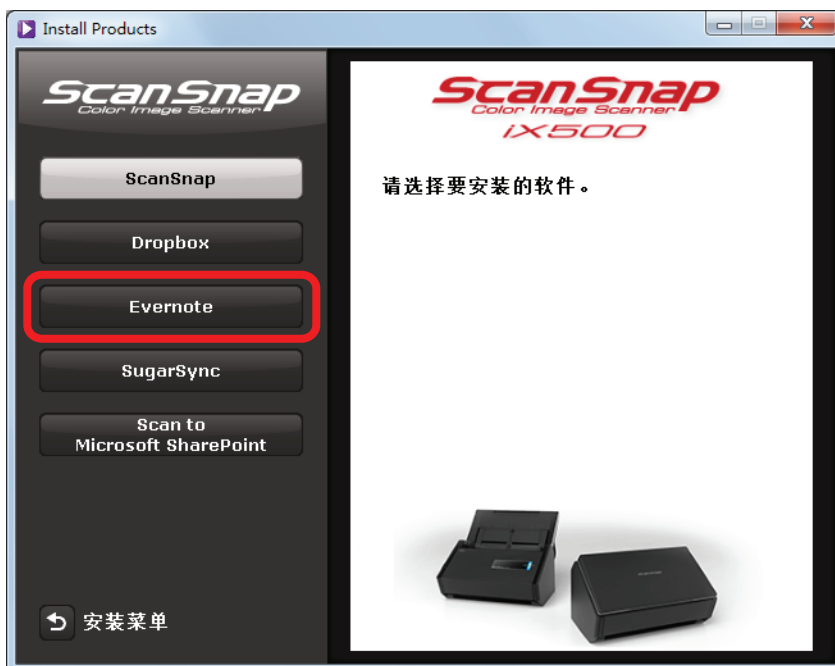 Install Products
ScanSnap
Color Image Scanner
ScanSnap
Dropbox
Evernote
SugarSync
Scan to
Microsoft SharePoint
安装菜单
ScanSnap
Color Image Scanner
iX500
请选择要安装的软件。